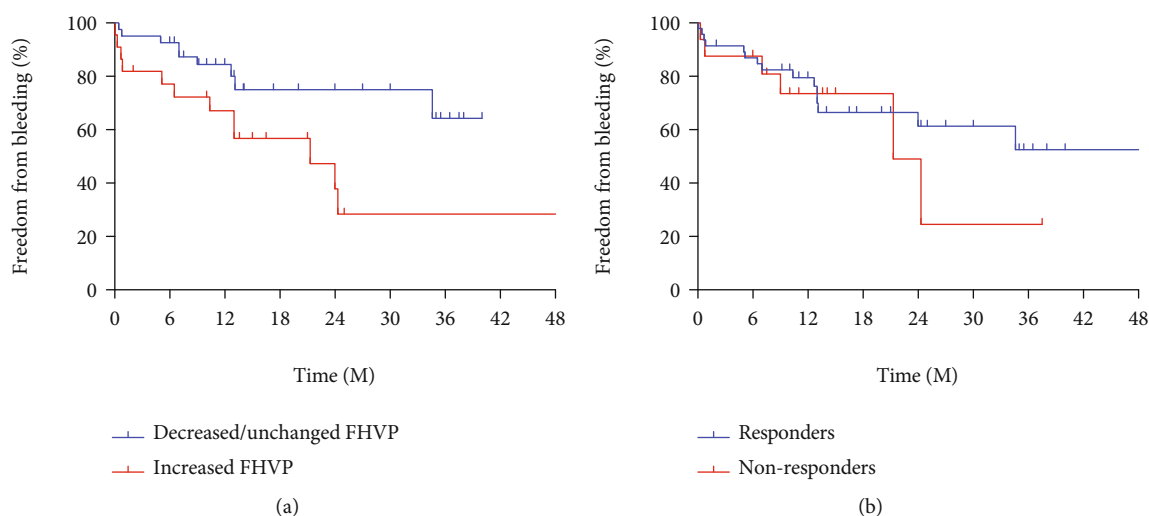 Freedom from bleeding (%)
100
80
60
40
20
0
0 6 12 18 24 30 36 42 48
Time (M)
Decreased/unchanged FHVP
Increased FHVP
(a)
Freedom from bleeding (%)
100
80
60
40
20
0
0 6 12 18 24 30 36 42 48
Time (M)
Responders
Non-responders
(b)